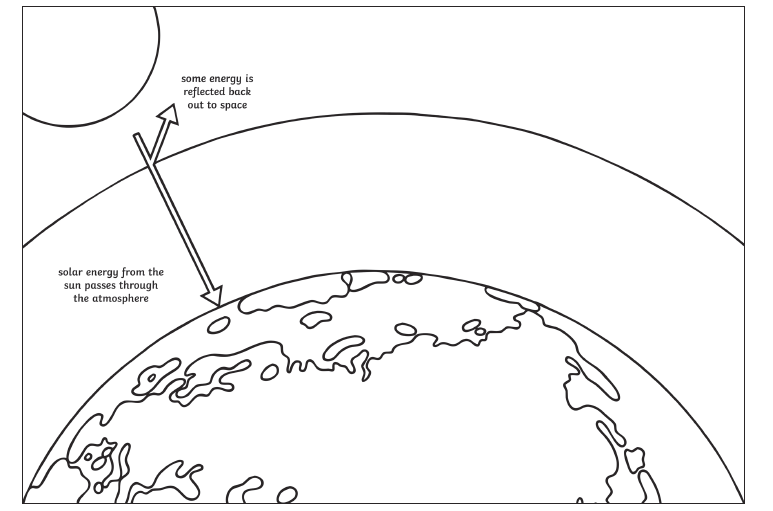 some energy is
reflected back
out to space
solar energy from the
sun passes through
the atmosphere